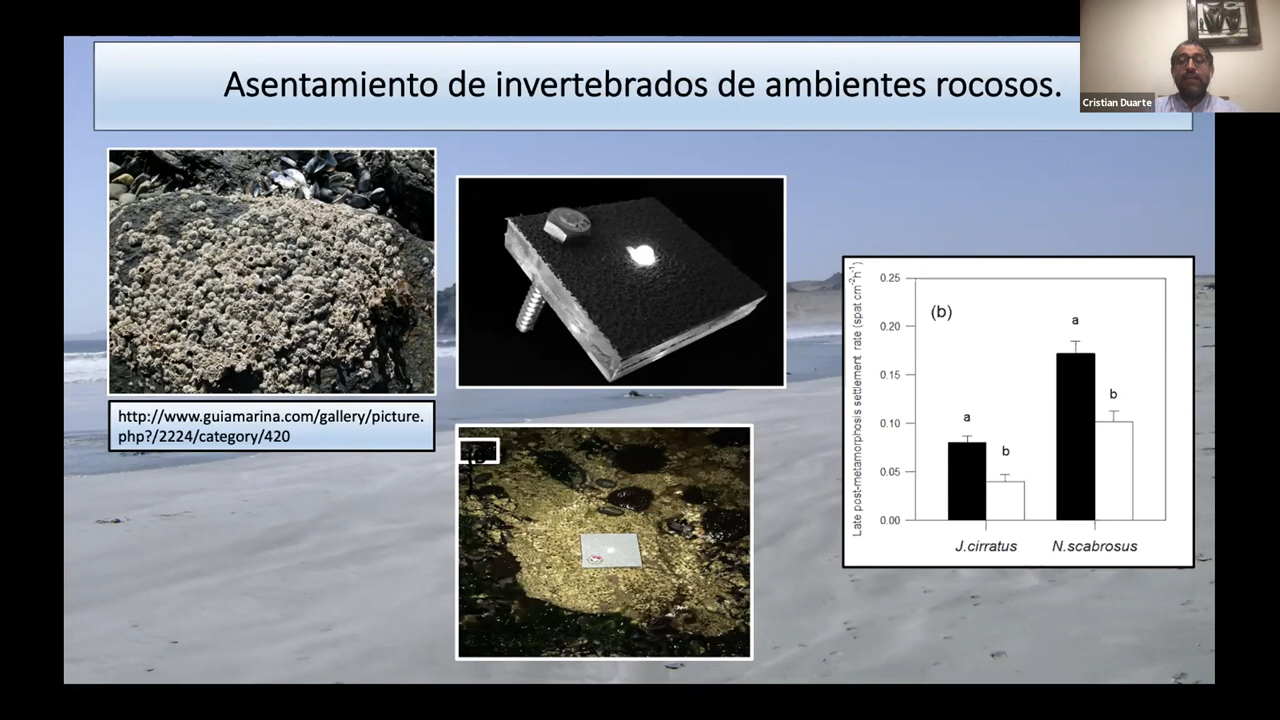 Asentamiento de invertebrados de ambientes rocosos.
Cristian Duarte
http://www.guiamarina.com/gallery/picture.
php?/2224/category/420
Late post-metamorphosis settlement rate (spat cm⁻²h⁻¹)
(b)
0.25
0.20
0.15
0.10
0.05
0.00
a
b
a
b
J.cirratus
N.scabrosus